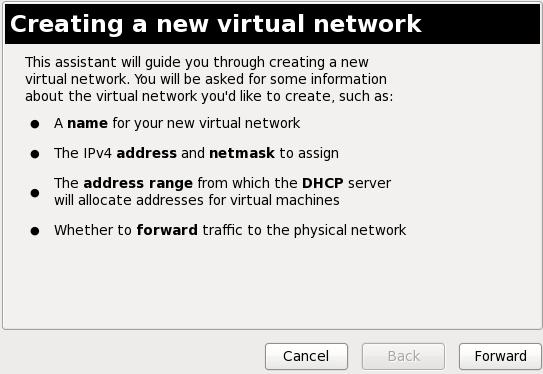 Creating a new virtual network
This assistant will guide you through creating a new
virtual network. You will be asked for some information
about the virtual network you'd like to create, such as:
● A name for your new virtual network
● The IPv4 address and netmask to assign
● The address range from which the DHCP server
will allocate addresses for virtual machines
● Whether to forward traffic to the physical network
Cancel Back Forward